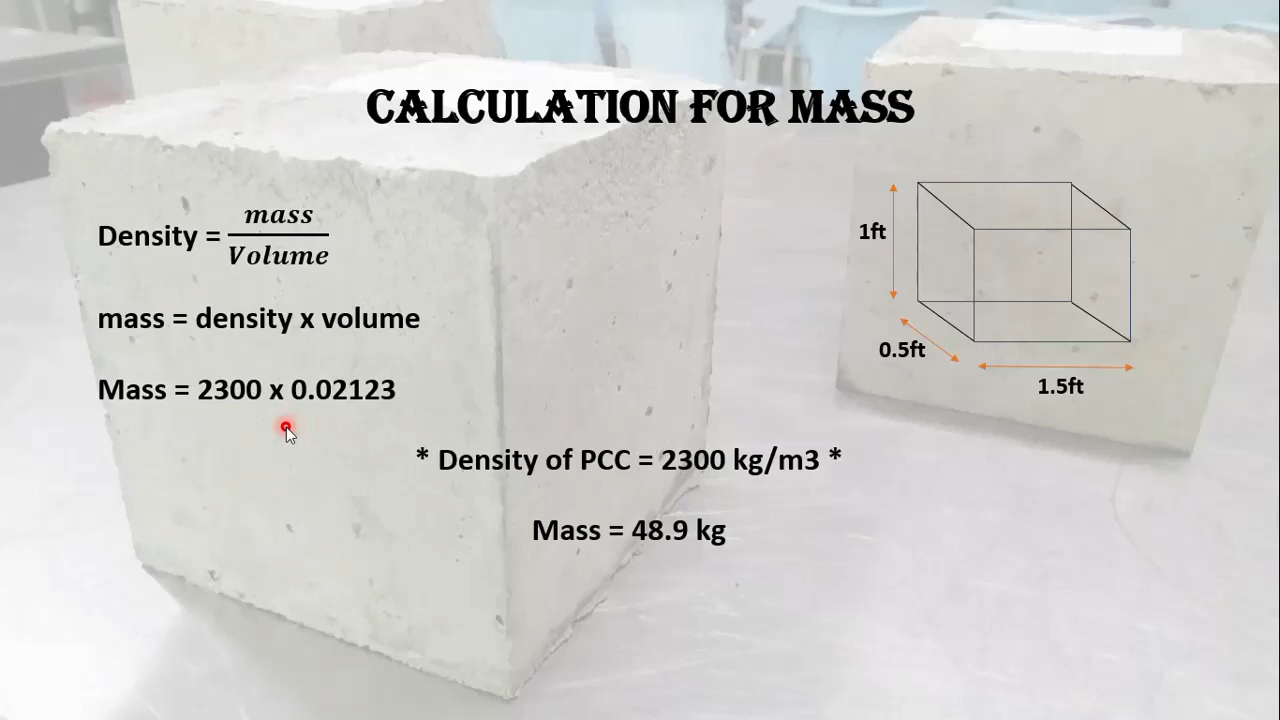 CALCULATION FOR MASS
Density = mass / Volume
mass = density x volume
Mass = 2300 x 0.02123
* Density of PCC = 2300 kg/m3 *
Mass = 48.9 kg
1ft
0.5ft
1.5ft